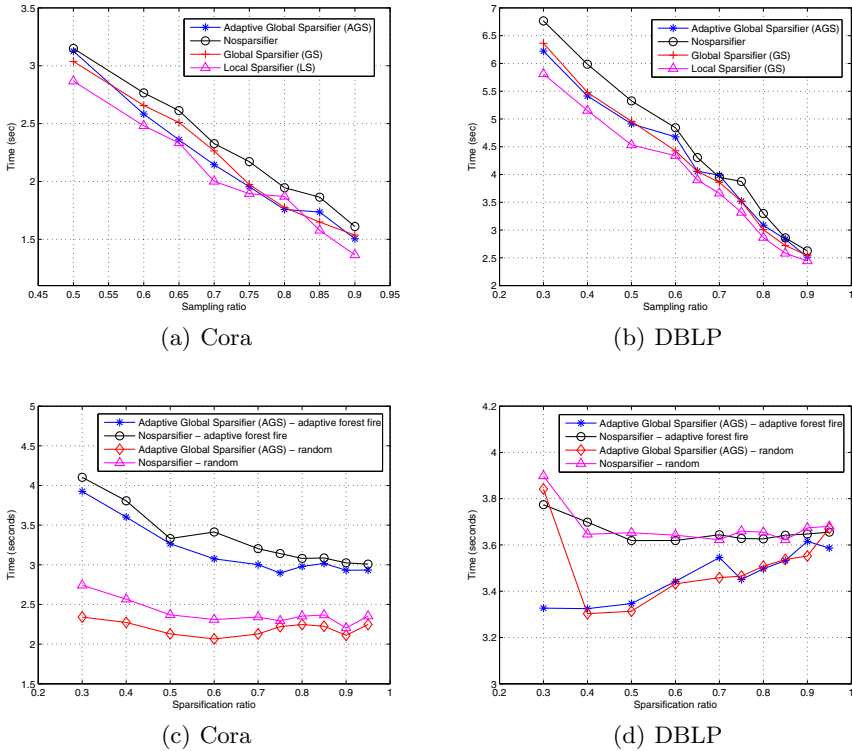 3.5
3
2.5
2
1.5
Time (sec)
Adaptive Global Sparsifier (AGS)
Nosparsifier
Global Sparsifier (GS)
Local Sparsifier (LS)
0.45 0.5 0.55 0.6 0.65 0.7 0.75 0.8 0.85 0.9 0.95
Sampling ratio
(a) Cora
7
6.5
6
5.5
5
4.5
4
3.5
3
2.5
2
Time (sec)
Adaptive Global Sparsifier (AGS)
Nosparsifier
Global Sparsifier (GS)
Local Sparsifier (GS)
0.2 0.3 0.4 0.5 0.6 0.7 0.8 0.9 1
Sampling ratio
(b) DBLP
5
4.5
4
3.5
3
2.5
2
1.5
Time (seconds)
Adaptive Global Sparsifier (AGS) – adaptive forest fire
Nosparsifier – adaptive forest fire
Adaptive Global Sparsifier (AGS) – random
Nosparsifier – random
0.2 0.3 0.4 0.5 0.6 0.7 0.8 0.9 1
Sparsification ratio
(c) Cora
4.2
4
3.8
3.6
3.4
3.2
3
Time (seconds)
Adaptive Global Sparsifier (AGS) – adaptive forest fire
Nosparsifier – adaptive forest fire
Adaptive Global Sparsifier (AGS) – random
Nosparsifier – random
0.2 0.3 0.4 0.5 0.6 0.7 0.8 0.9 1
Sparsification ratio
(d) DBLP